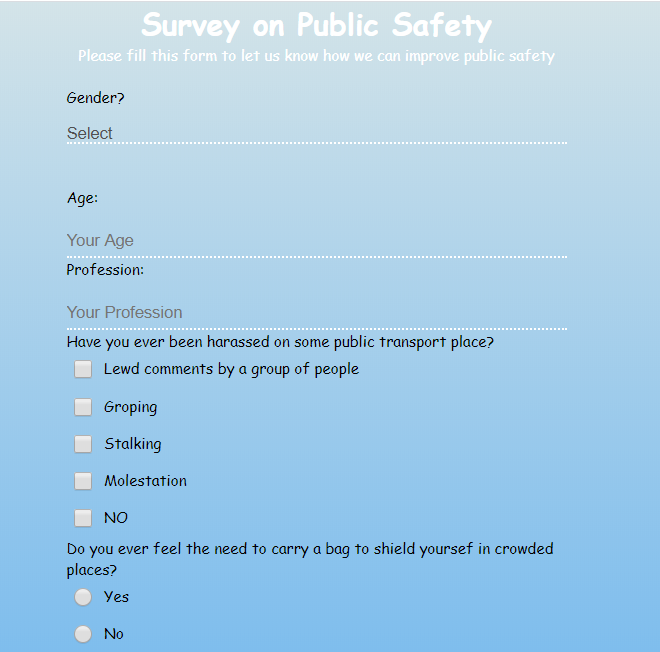 Survey on Public Safety
Please fill this form to let us know how we can improve public safety
Gender?
Select
Age:
Your Age
Profession:
Your Profession
Have you ever been harassed on some public transport place?
Lewd comments by a group of people
Groping
Stalking
Molestation
NO
Do you ever feel the need to carry a bag to shield yoursef in crowded
places?
Yes
No